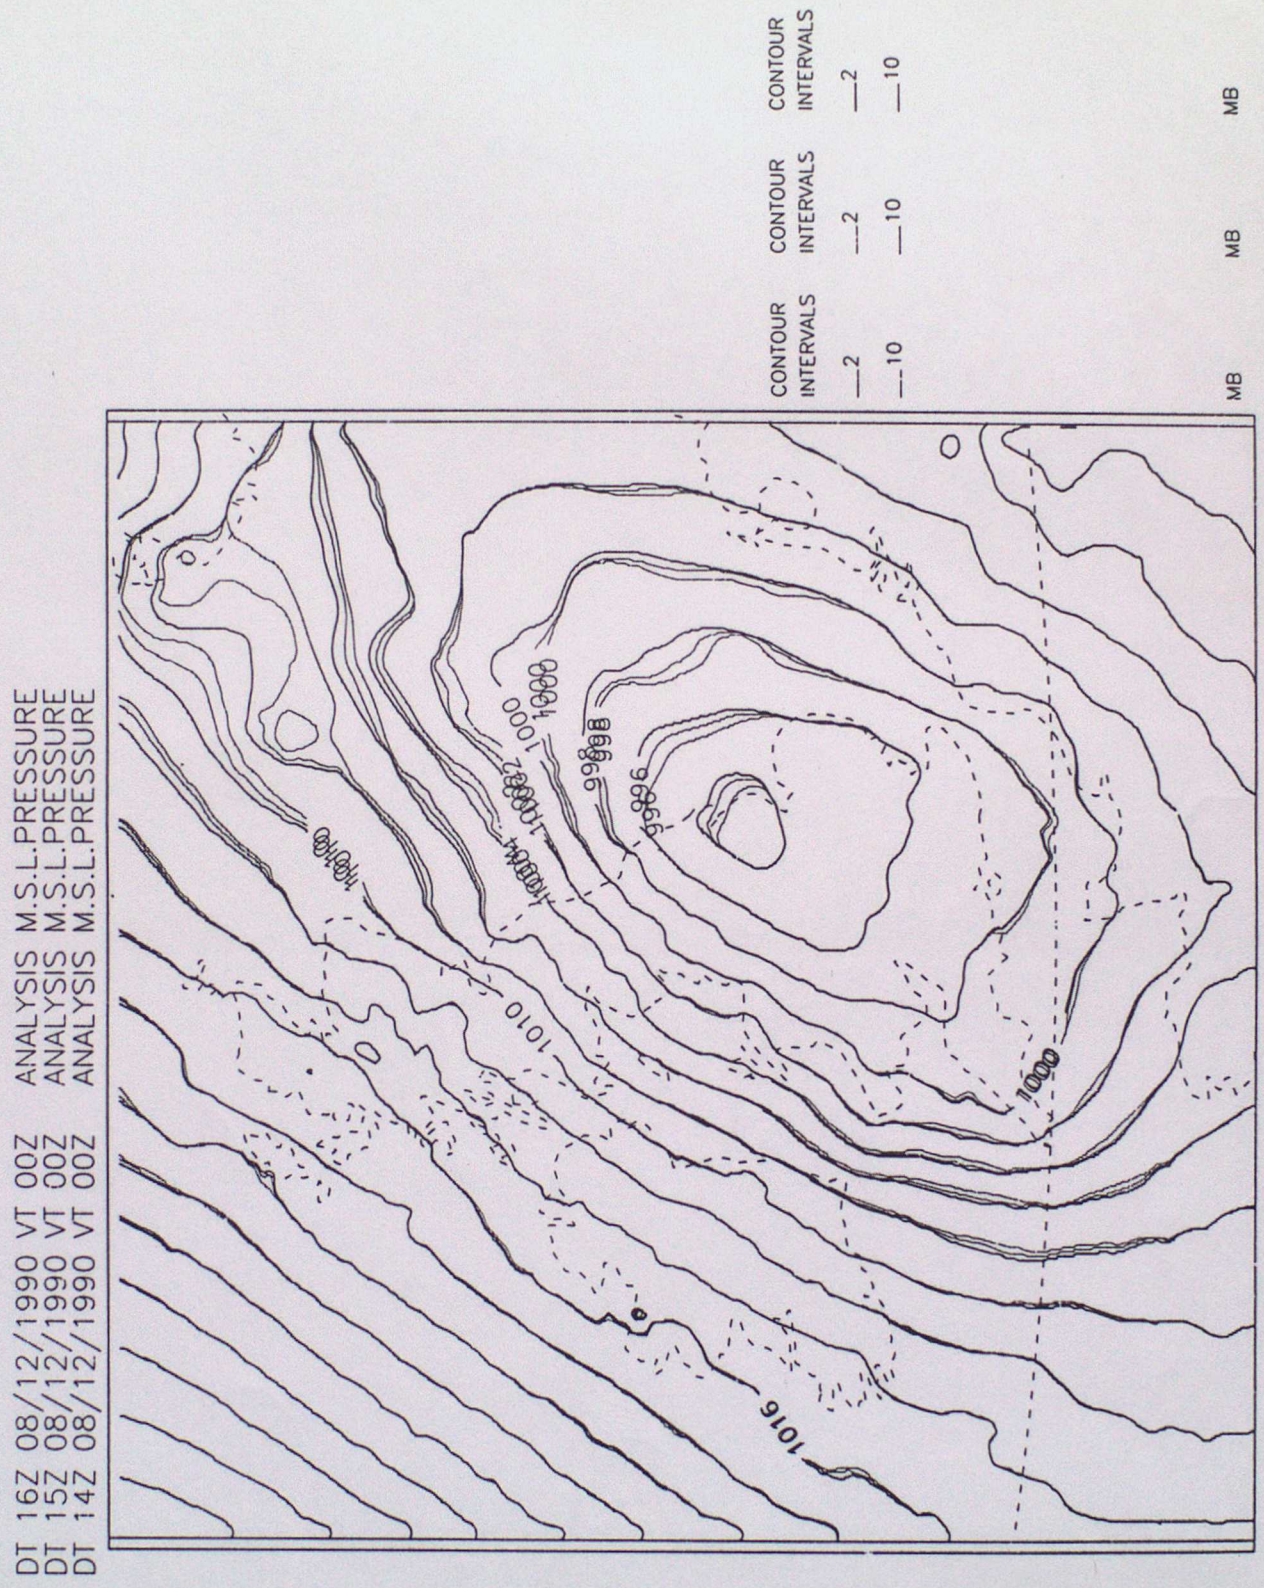 DT 16Z 08/12/1990 VT 00Z ANALYSIS M.S.L.PRESSURE
DT 15Z 08/12/1990 VT 00Z ANALYSIS M.S.L.PRESSURE
DT 14Z 08/12/1990 VT 00Z ANALYSIS M.S.L.PRESSURE
1010
1000
998
996
1010
1000
1016
CONTOUR CONTOUR CONTOUR
INTERVALS INTERVALS INTERVALS
2 2 2
10 10 10
MB MB MB